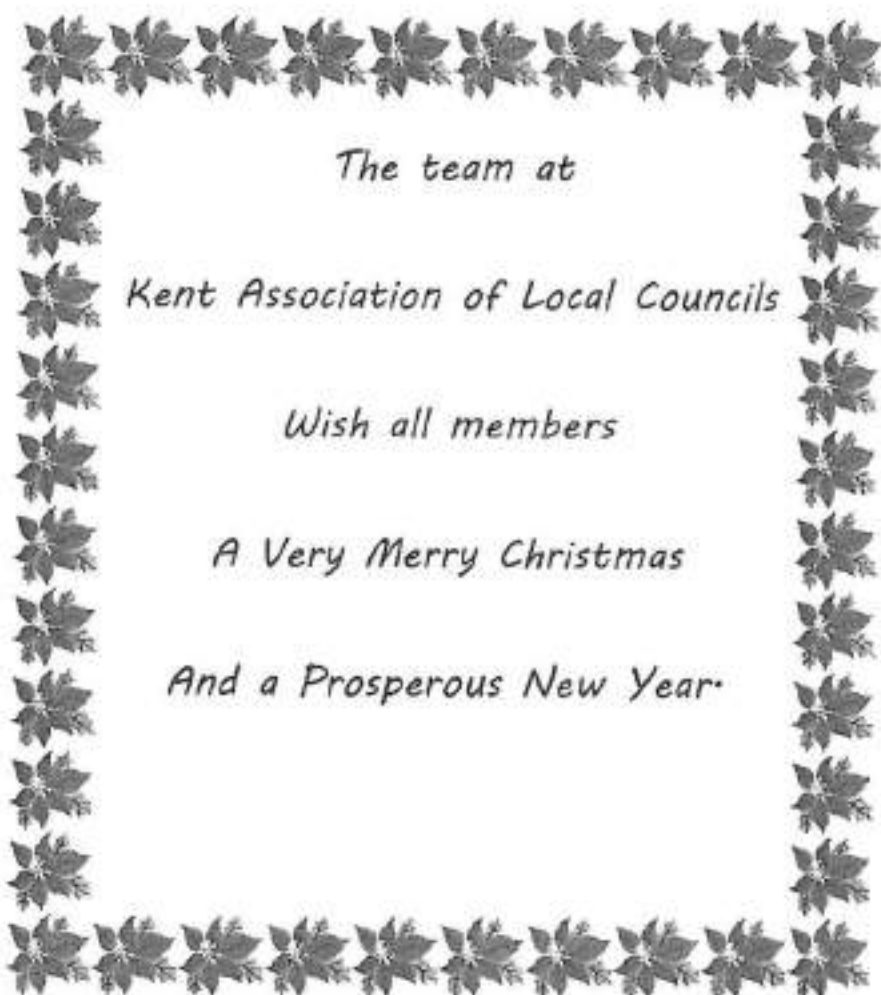 The team at
Kent Association of Local Councils
Wish all members
A Very Merry Christmas
And a Prosperous New Year.